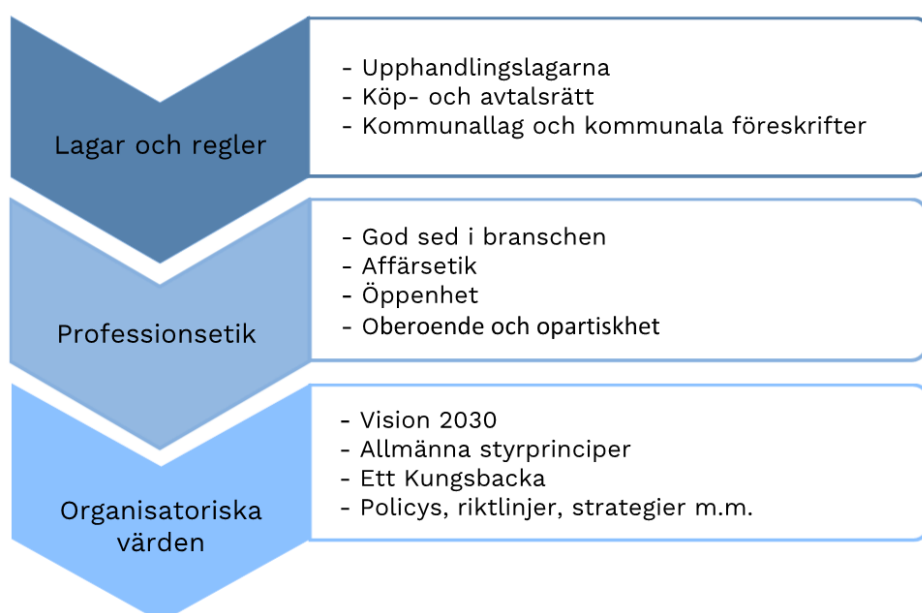 Lagar och regler
- Upphandlingslagarna
- Köp- och avtalsrätt
- Kommunallag och kommunala föreskrifter
Professionsetik
- God sed i branschen
- Affärsetik
- Öppenhet
- Oberoende och opartiskhet
Organisatoriska
värden
- Vision 2030
- Allmänna styrprinciper
- Ett Kungsbacka
- Policys, riktlinjer, strategier m.m.